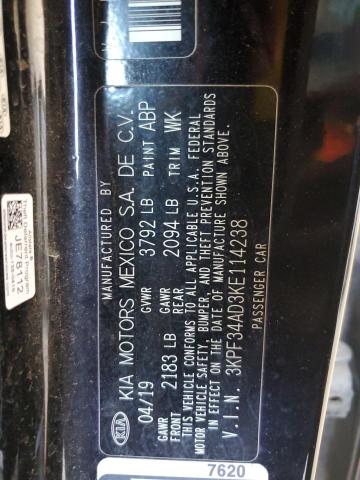 MANUFACTURED BY
KIA KIA MOTORS MEXICO S.A. DE C.V.
04/19 GVWR 3792 LB PAINT ABP
GAWR FRONT 2183 LB GAWR REAR 2094 LB TRIM WK
THIS VEHICLE CONFORMS TO ALL APPLICABLE U.S.A. FEDERAL
MOTOR VEHICLE SAFETY, BUMPER, AND THEFT PREVENTION STANDARDS
IN EFFECT ON THE DATE OF MANUFACTURE SHOWN ABOVE.
V.I.N. 3KPF34AD3KE114298
PASSENGER CAR
JE78112
7620